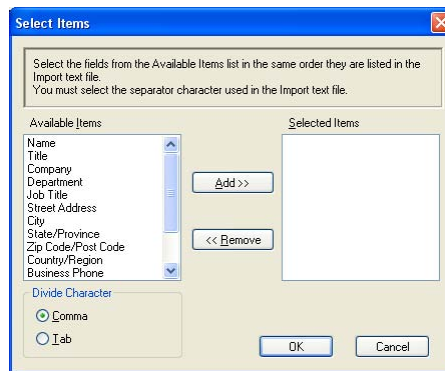 Select Items
Select the fields from the Available Items list in the same order they are listed in the
Import text file.
You must select the separator character used in the Import text file.
Available Items
Selected Items
Name
Title
Company
Department
Job Title
Street Address
City
State/Province
Zip Code/Post Code
Country/Region
Business Phone
Add >>
<< Remove
Divide Character
Comma
Tab
OK
Cancel